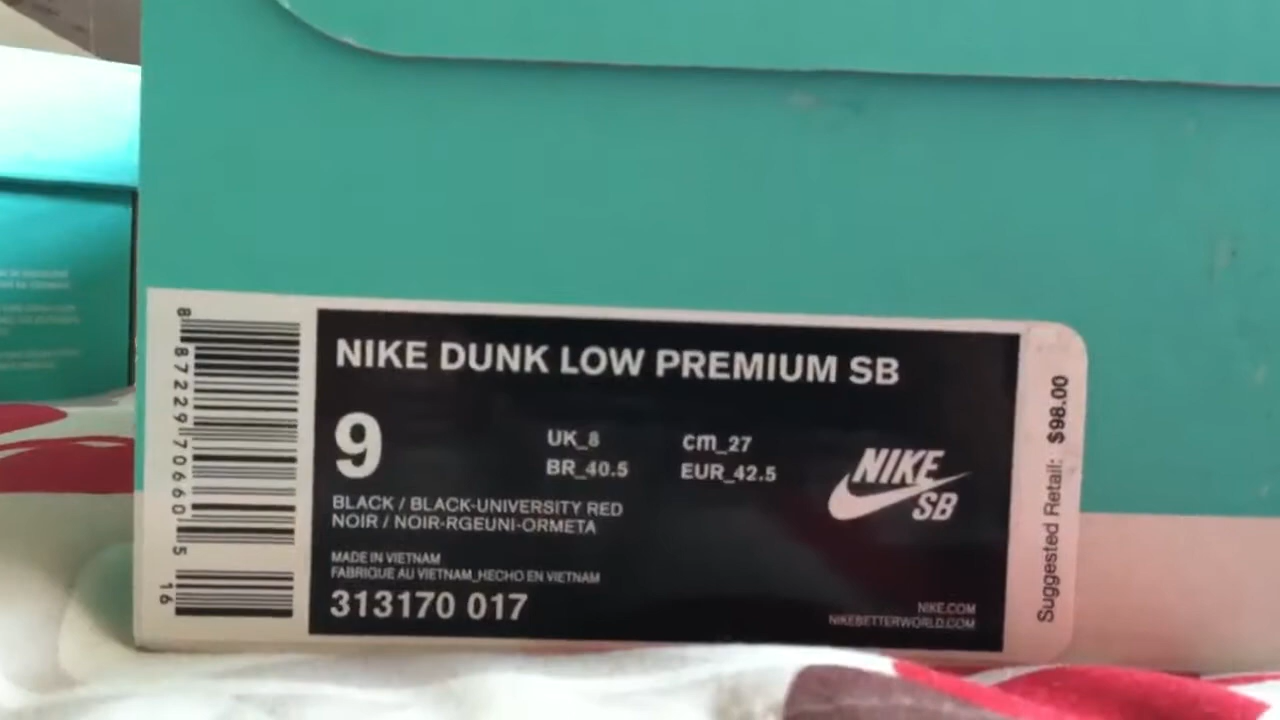 8 87229 70660 5
16
NIKE DUNK LOW PREMIUM SB
9
UK_8
cm_27
BR_40.5
EUR_42.5
NIKE
SB
BLACK / BLACK-UNIVERSITY RED
NOIR / NOIR-RGEUNI-ORMETA
MADE IN VIETNAM
FABRIQUE AU VIETNAM_HECHO EN VIETNAM
313170 017
NIKE.COM
NIKEBETTERWORLD.COM
Suggested Retail: $98.00